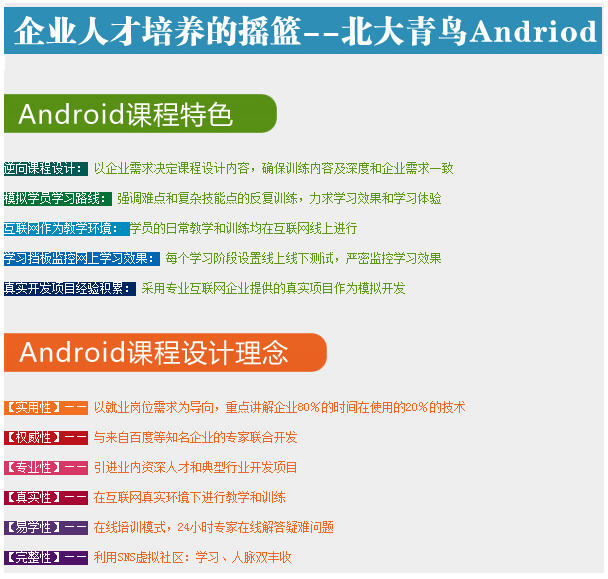 企业人才培养的摇篮--北大青鸟Andriod
Android课程特色
逆向课程设计：以企业需求决定课程设计内容，确保训练内容及深度和企业需求一致
模拟学员学习路线：强调难点和复杂技能点的反复训练，力求学习效果和学习体验
互联网作为教学环境：学员的日常教学和训练均在互联网线上进行
学习挡板监控网上学习效果：每个学习阶段设置线上线下测试，严密监控学习效果
真实开发项目经验积累：采用专业互联网企业提供的真实项目作为模拟开发
Android课程设计理念
【实用性】－－ 以就业岗位需求为导向，重点讲解企业80％的时间在使用的20％的技术
【权威性】－－ 与来自百度等知名企业的专家联合开发
【专业性】－－ 引进业内资深人才和典型行业开发项目
【真实性】－－ 在互联网真实环境下进行教学和训练
【易学性】－－ 在线培训模式，24小时专家在线解答疑难问题
【完整性】－－ 利用SNS虚拟社区：学习、人脉双丰收